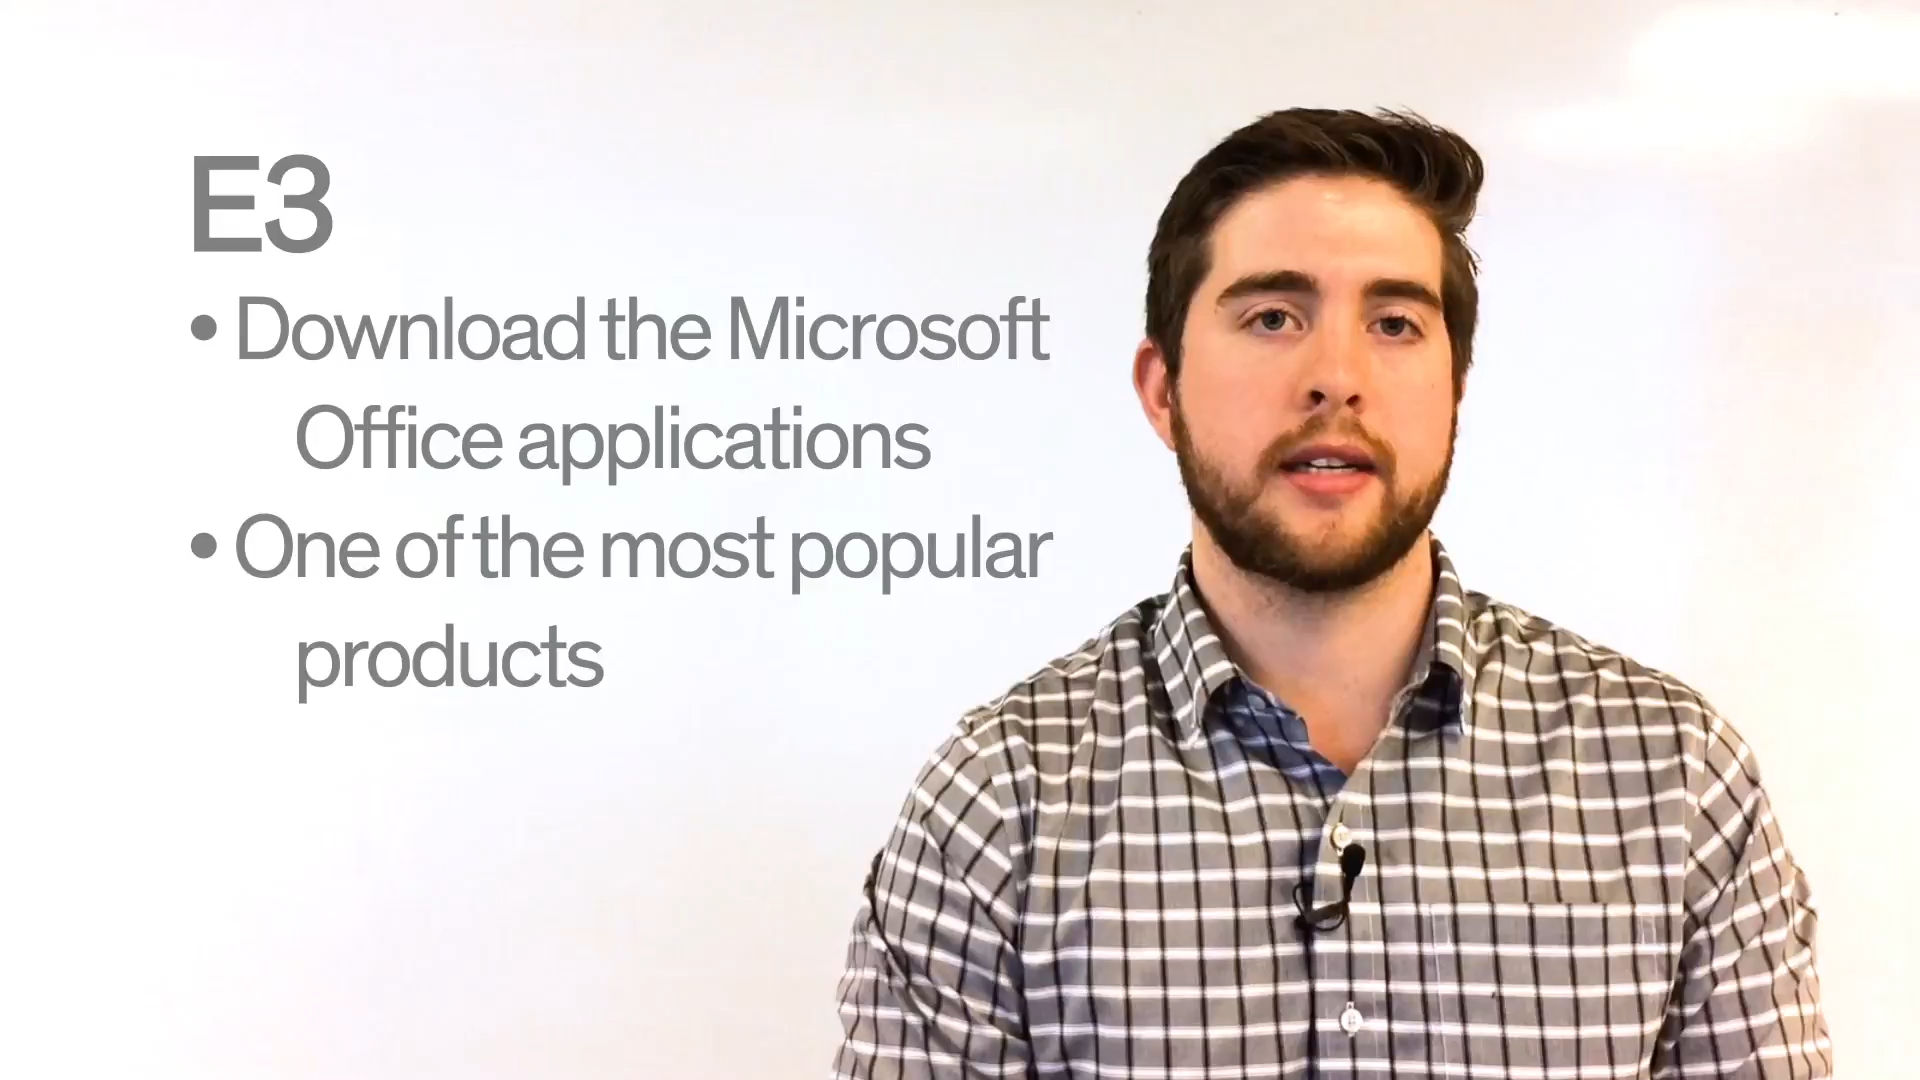 E3
• Download the Microsoft
Office applications
• One of the most popular
products